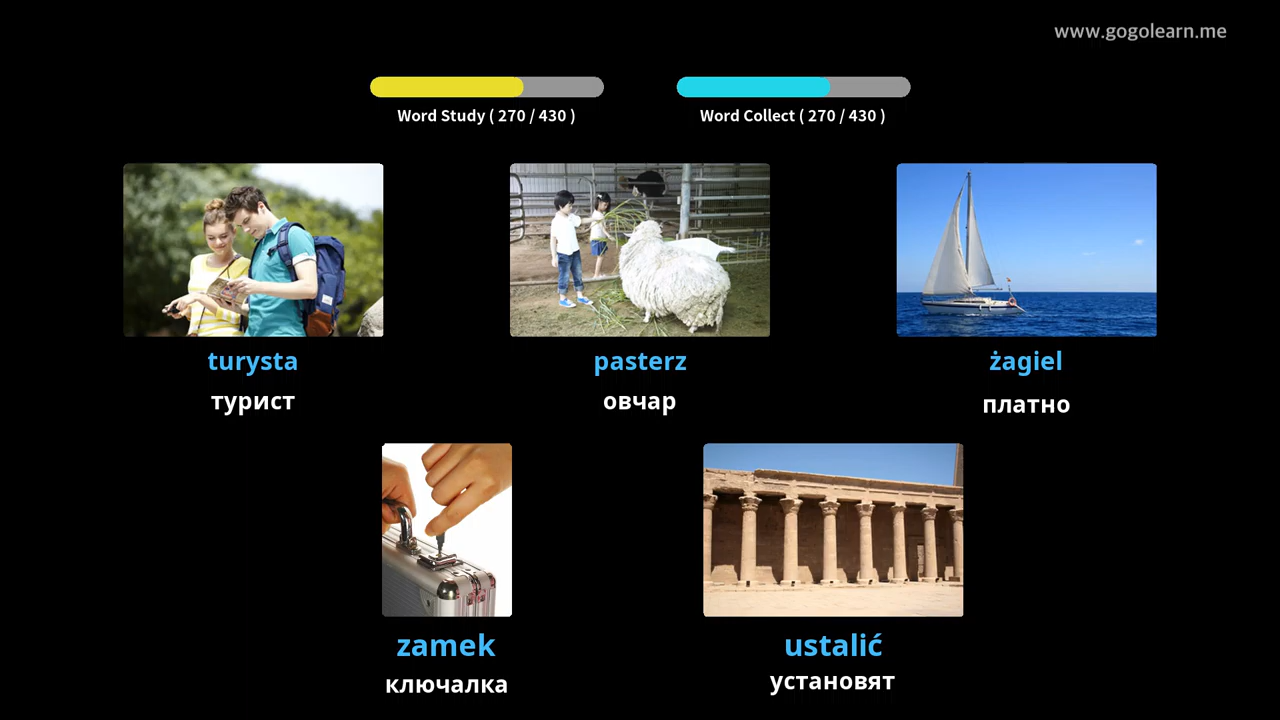 www.gogolearn.me
Word Study ( 270 / 430 )
Word Collect ( 270 / 430 )
turysta
pasterz
żagiel
турист
овчар
платно
zamek
ustalić
ключалка
установят